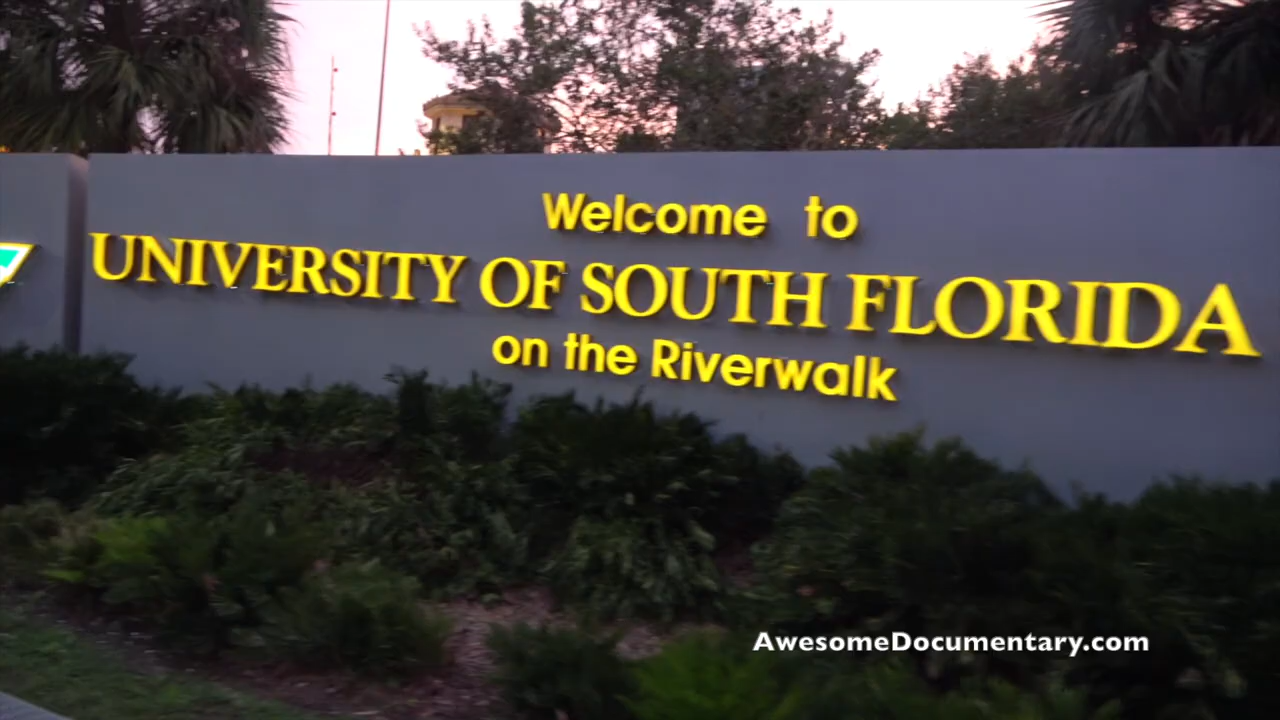 Welcome to
UNIVERSITY OF SOUTH FLORIDA
on the Riverwalk
AwesomeDocumentary.com